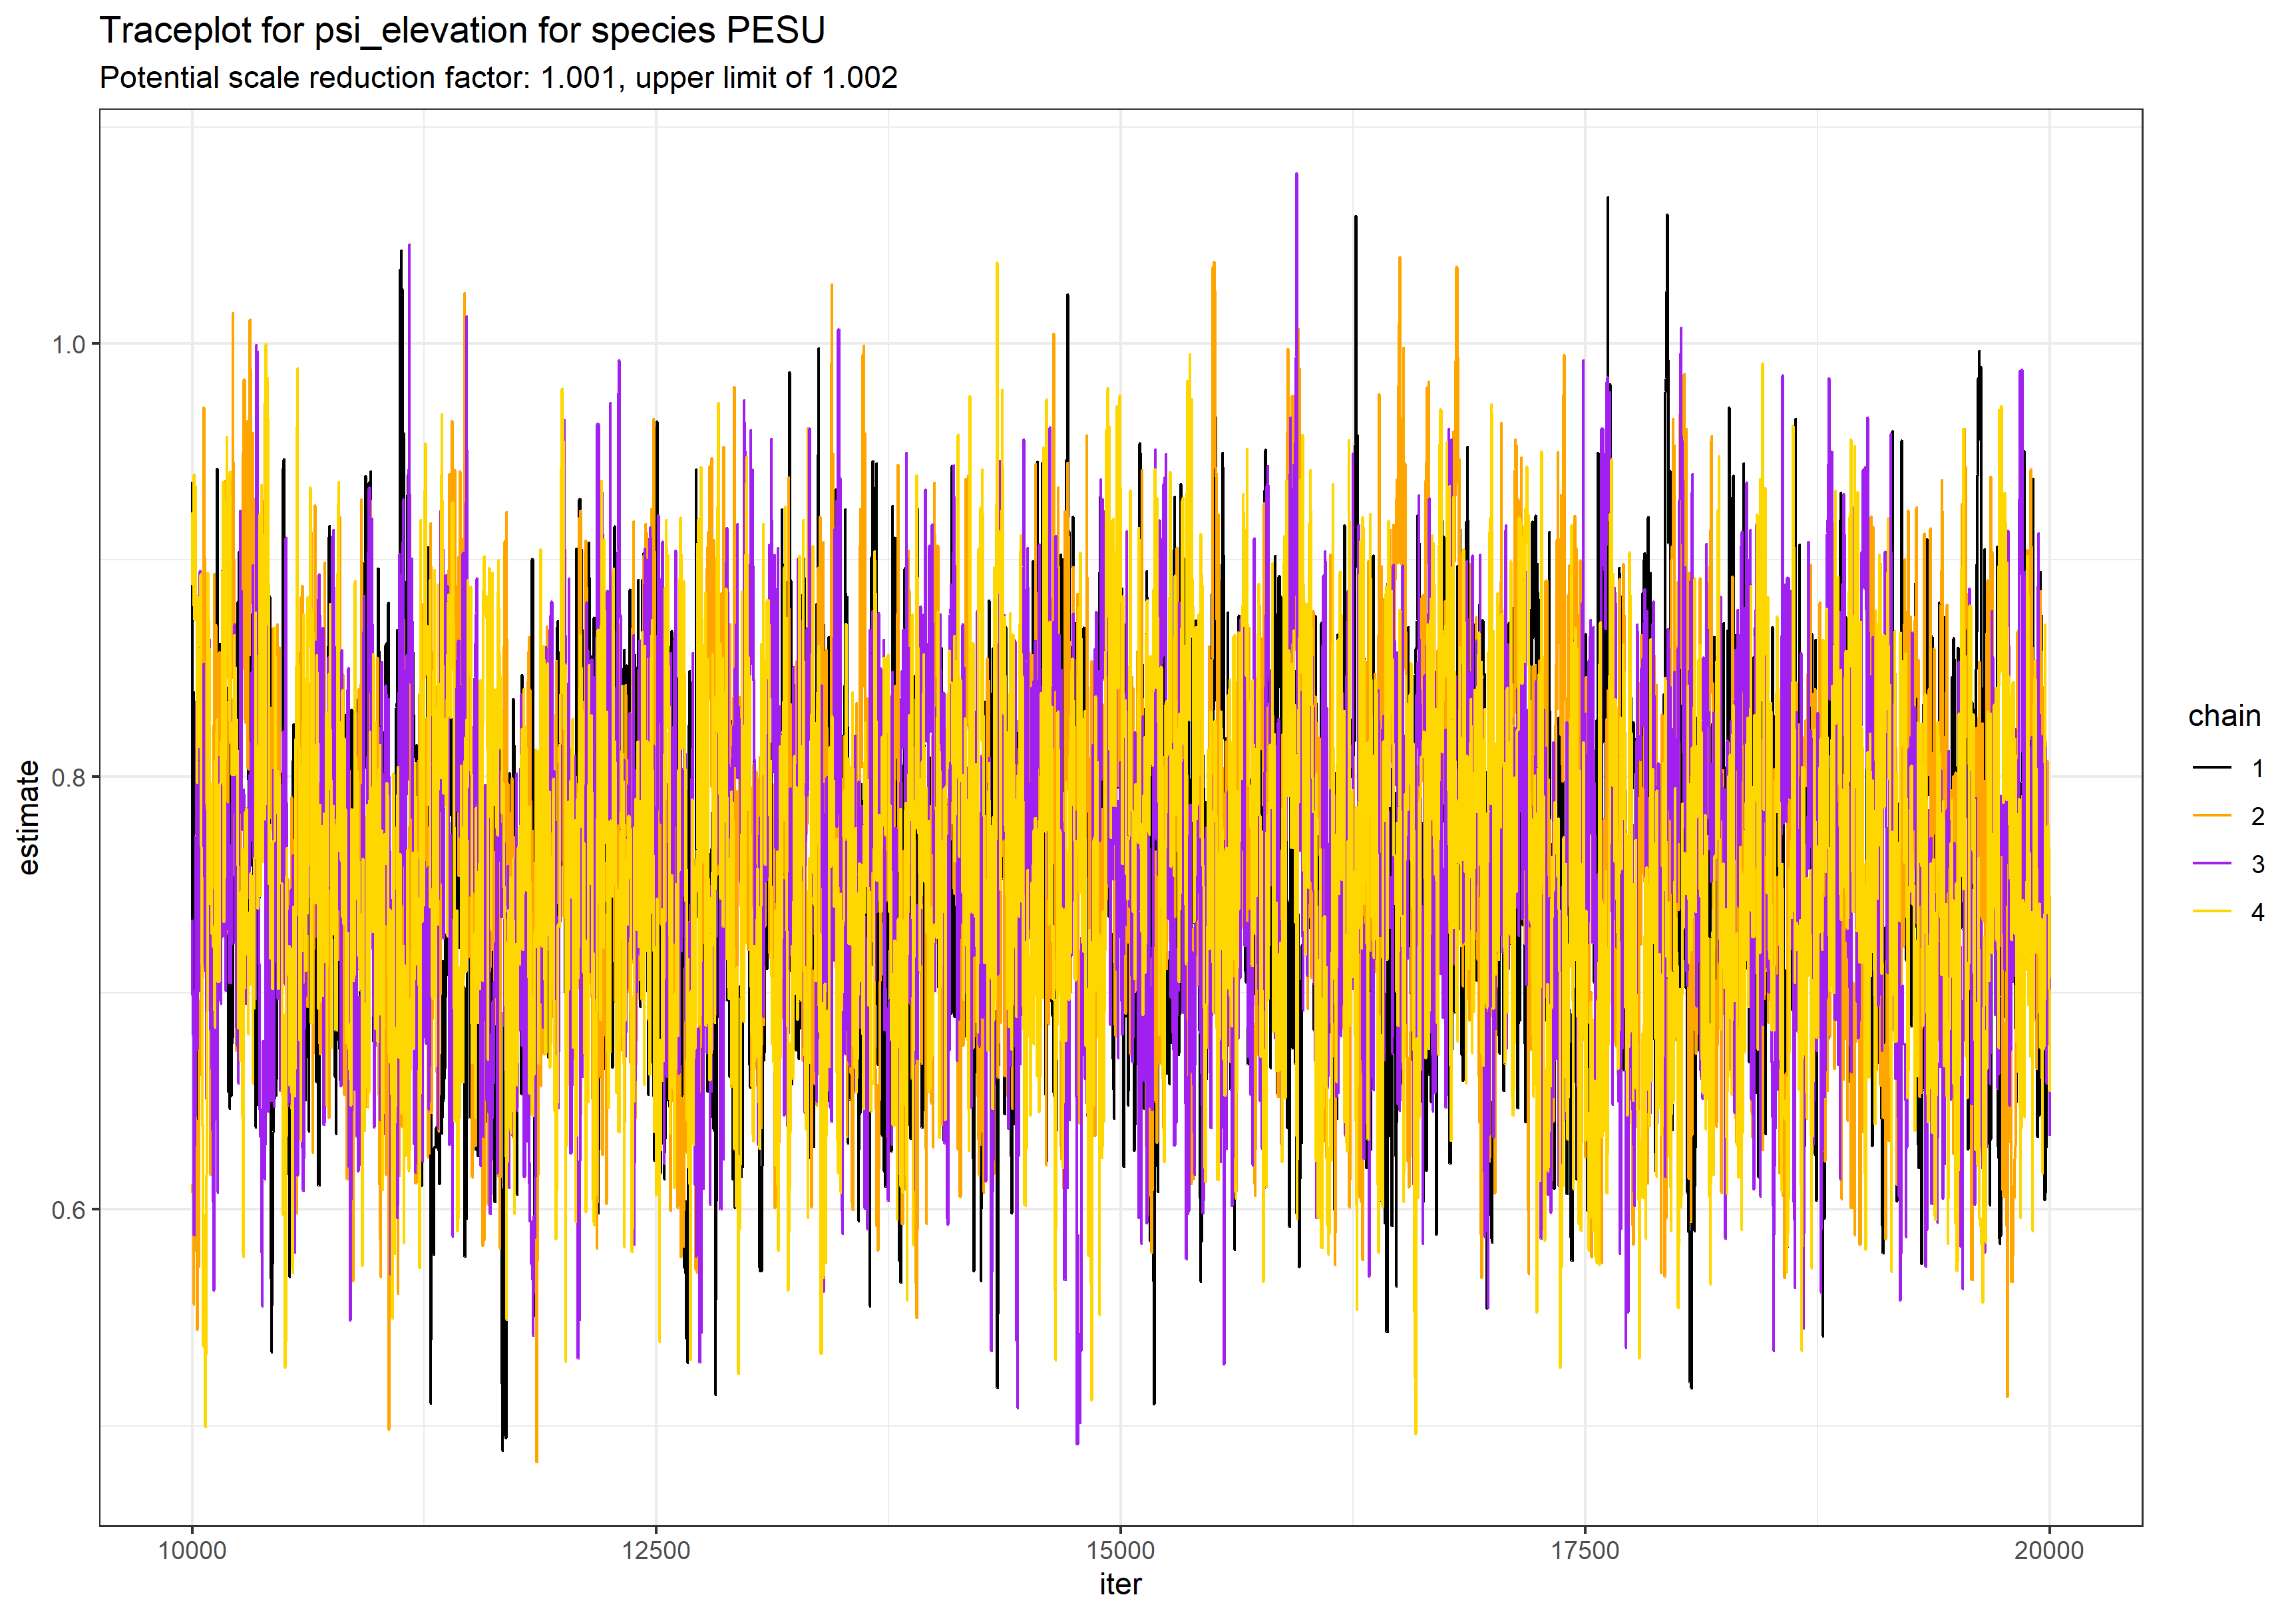 Traceplot for psi_elevation for species PESU
Potential scale reduction factor: 1.001, upper limit of 1.002
estimate
1.0
0.8
0.6
10000
12500
15000
17500
20000
iter
chain
1
2
3
4